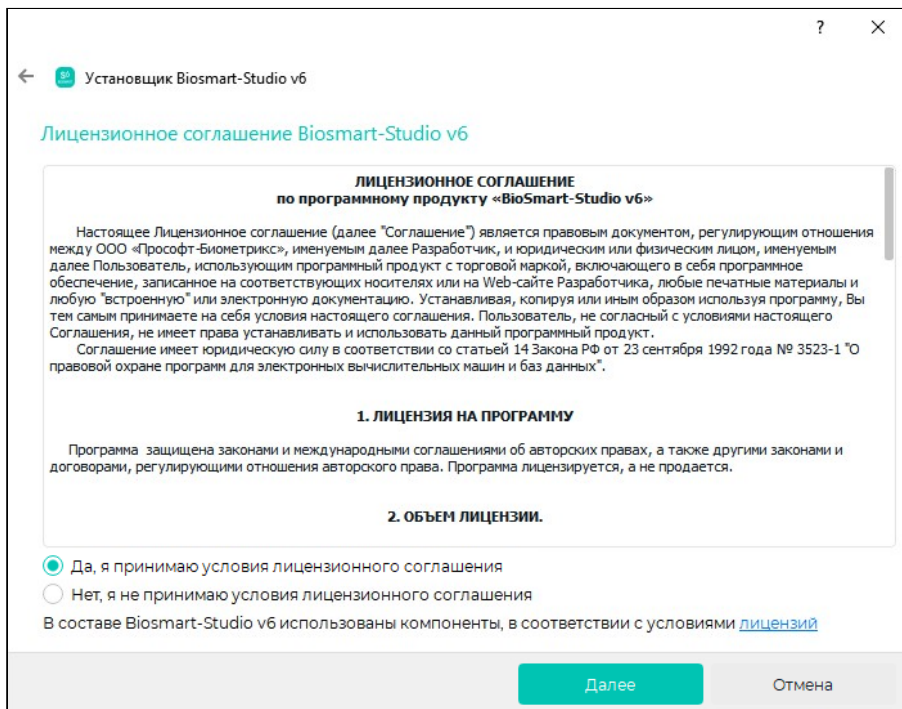 ?
Установщик Biosmart-Studio v6
Лицензионное соглашение Biosmart-Studio v6
ЛИЦЕНЗИОННОЕ СОГЛАШЕНИЕ
по программному продукту «BioSmart-Studio v6»
Настоящее Лицензионное соглашение (далее "Соглашение") является правовым документом, регулирующим отношения
между ООО «Прософт-Биометрикс», именуемым далее Разработчик, и юридическим или физическим лицом, именуемым
далее Пользователь, использующим программный продукт с торговой маркой, включающего в себя программное
обеспечение, записанное на соответствующих носителях или на Web-сайте Разработчика, любые печатные материалы и
любую "встроенную" или электронную документацию. Устанавливая, копируя или иным образом используя программу, Вы
тем самым принимаете на себя условия настоящего соглашения. Пользователь, не согласный с условиями настоящего
Соглашения, не имеет права устанавливать и использовать данный программный продукт.
Соглашение имеет юридическую силу в соответствии со статьей 14 Закона РФ от 23 сентября 1992 года № 3523-1 "О
правовой охране программ для электронных вычислительных машин и баз данных".
1. ЛИЦЕНЗИЯ НА ПРОГРАММУ
Программа защищена законами и международными соглашениями об авторских правах, а также другими законами и
договорами, регулирующими отношения авторского права. Программа лицензируется, а не продается.
2. ОБЪЕМ ЛИЦЕНЗИИ.
Да, я принимаю условия лицензионного соглашения
Нет, я не принимаю условия лицензионного соглашения
В составе Biosmart-Studio v6 использованы компоненты, в соответствии с условиями лицензий
Далее
Отмена